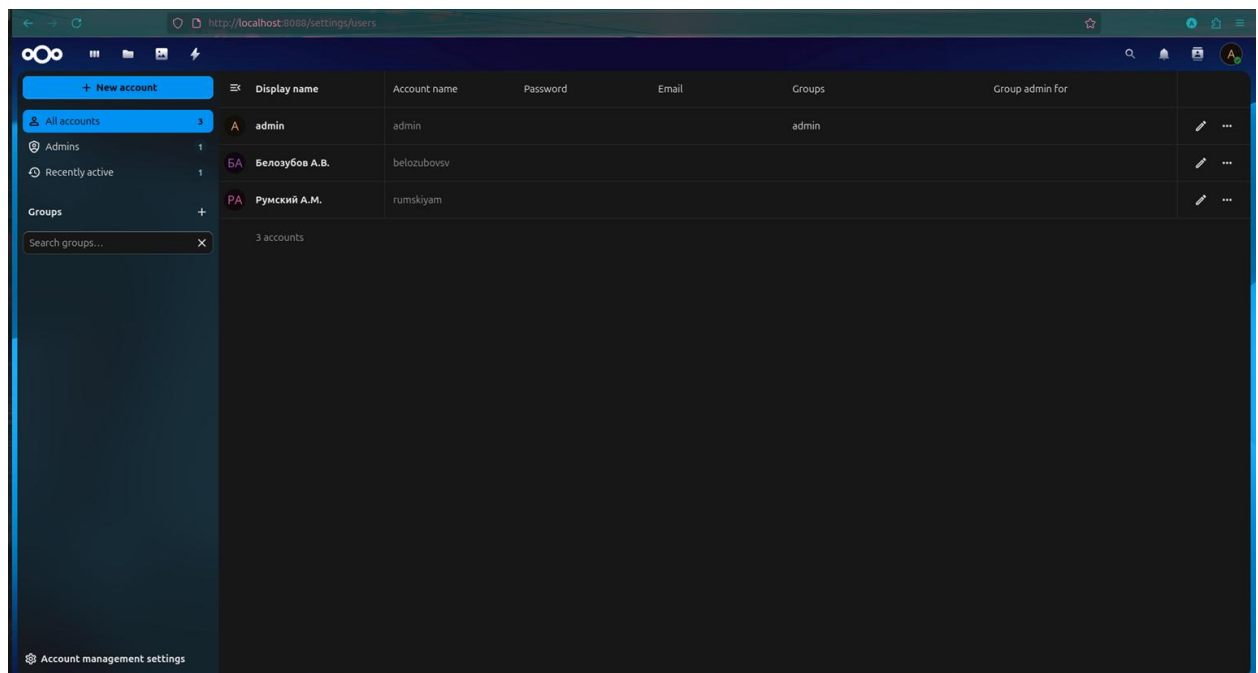 http://localhost:8088/settings/users
A
+ New account
All accounts 3
Admins 1
Recently active 1
Groups +
Search groups...
Display name Account name Password Email Groups Group admin for
A admin admin admin
БА Белозубов А.В. belozubovsv
РА Румский А.М. rumskiyam
3 accounts
Account management settings